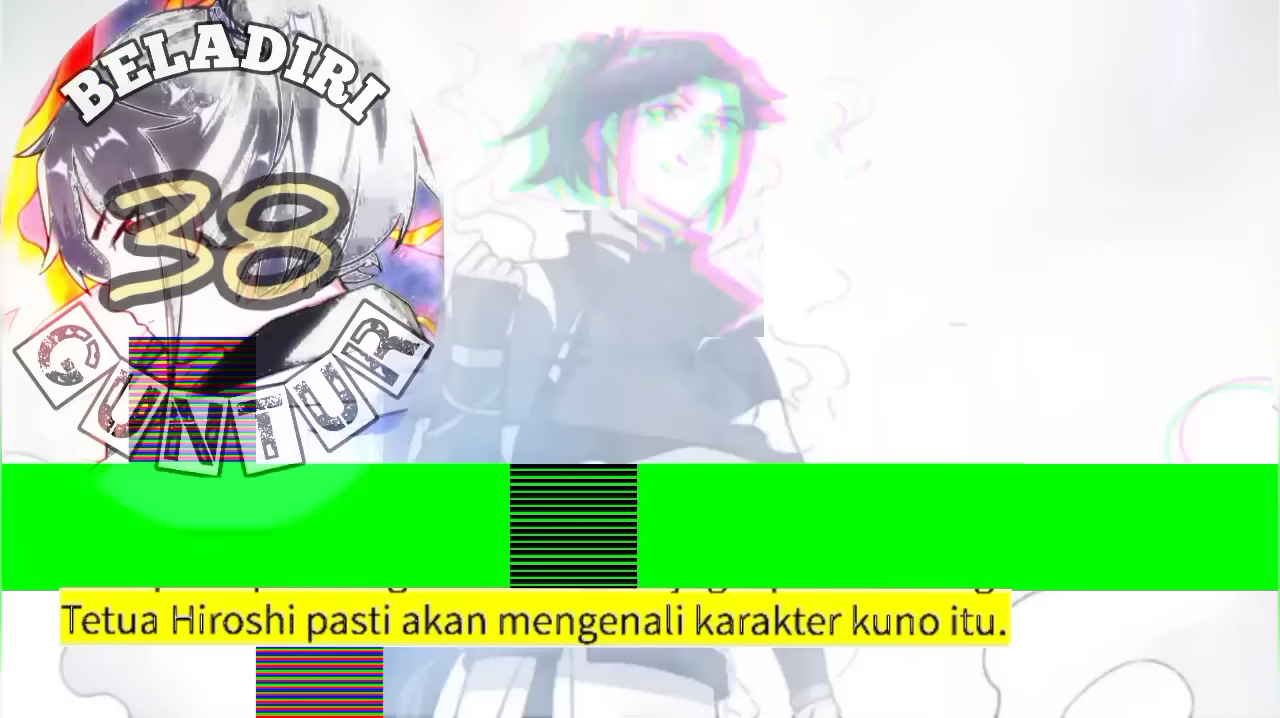 BELADIRI
38
GUNTUR
Tetua Hiroshi pasti akan mengenali karakter kuno itu.